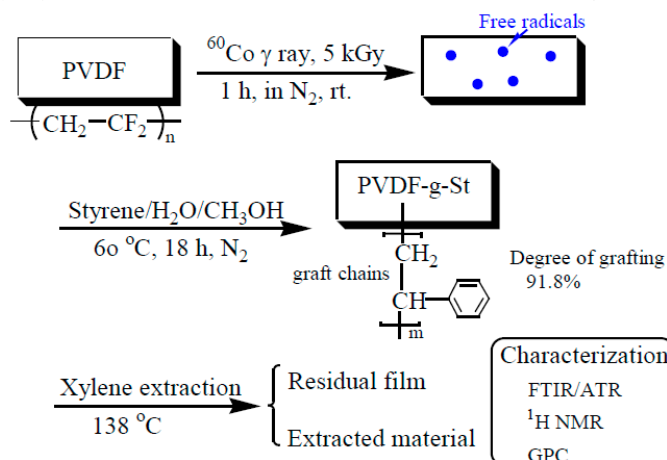 Free radicals
PVDF
⁶⁰Co γ ray, 5 kGy
1 h, in N₂, rt.
(CH₂—CF₂)n
PVDF-g-St
Styrene/H₂O/CH₃OH
6o °C, 18 h, N₂
CH₂
graft chains
CH
m
Degree of grafting
91.8%
Xylene extraction
138 °C
Residual film
Extracted material
Characterization
FTIR/ATR
¹H NMR
GPC